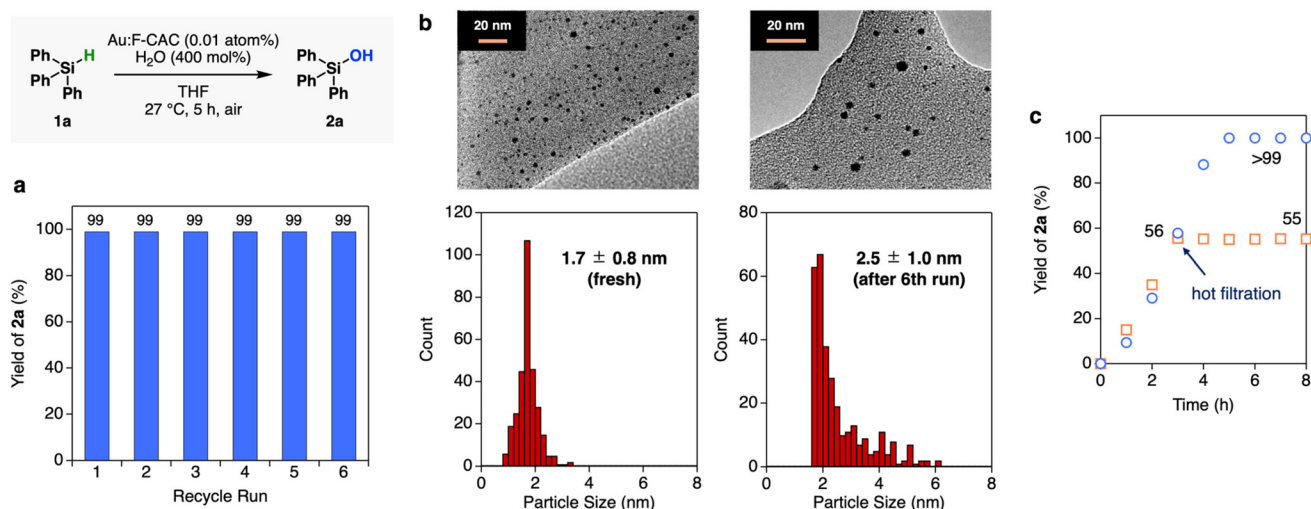 Ph
Si
H
Ph
Ph
1a
Au:F-CAC (0.01 atom%)
H₂O (400 mol%)
THF
27 °C, 5 h, air
Ph
Si
OH
Ph
Ph
2a
a
Yield of 2a (%)
100
80
60
40
20
0
99 99 99 99 99 99
1 2 3 4 5 6
Recycle Run
b
20 nm
20 nm
Count
120
100
80
60
40
20
0
1.7 ± 0.8 nm
(fresh)
0 2 4 6 8
Particle Size (nm)
Count
80
60
40
20
0
2.5 ± 1.0 nm
(after 6th run)
0 2 4 6 8
Particle Size (nm)
c
Yield of 2a (%)
100
80
60
40
20
0
>99
56
55
hot filtration
0 2 4 6 8
Time (h)